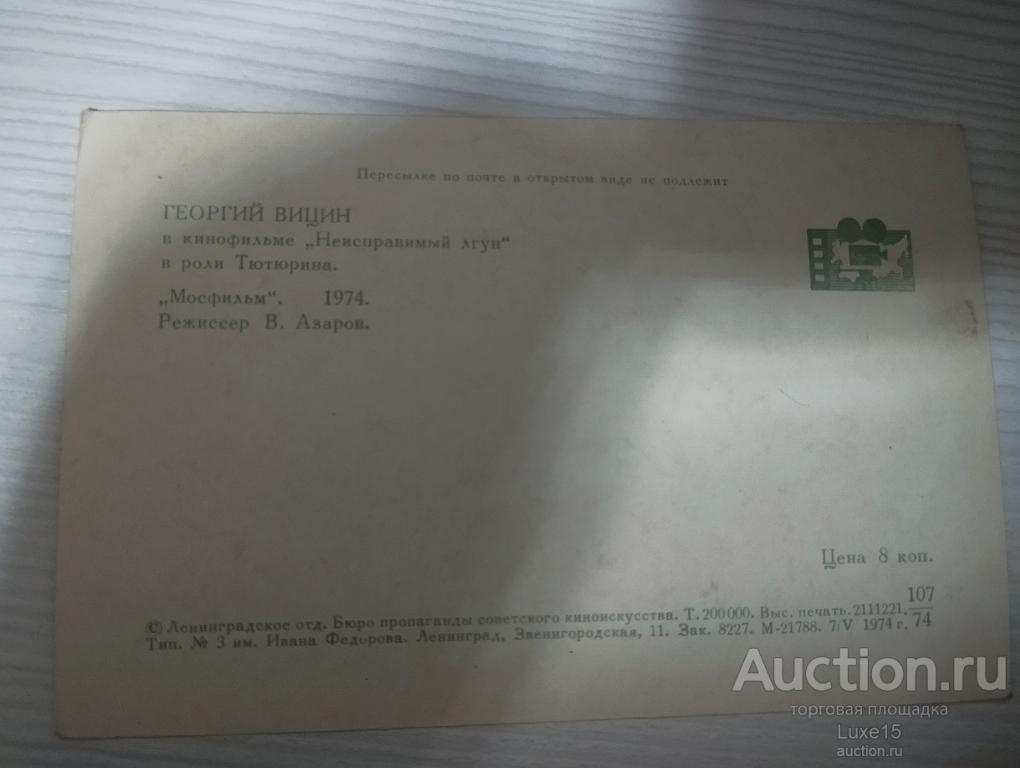 Пересылке по почте в открытом виде не подлежит
ГЕОРГИЙ ВИЦИН
в кинофильме „Неисправимый лгун“
в роли Тютюрина.
„Мосфильм“. 1974.
Режиссер В. Азаров.
Цена 8 коп.
© Ленинградское отд. Бюро пропаганды советского киноискусства. Т. 200 000. Выс. печать. 2111221. 107/74
Тип. № 3 им. Ивана Федорова. Ленинград, Звенигородская, 11. Зак. 8227. М-21788. 7/V 1974 г.
Auction.ru
торговая площадка
Luxe15
auction.ru